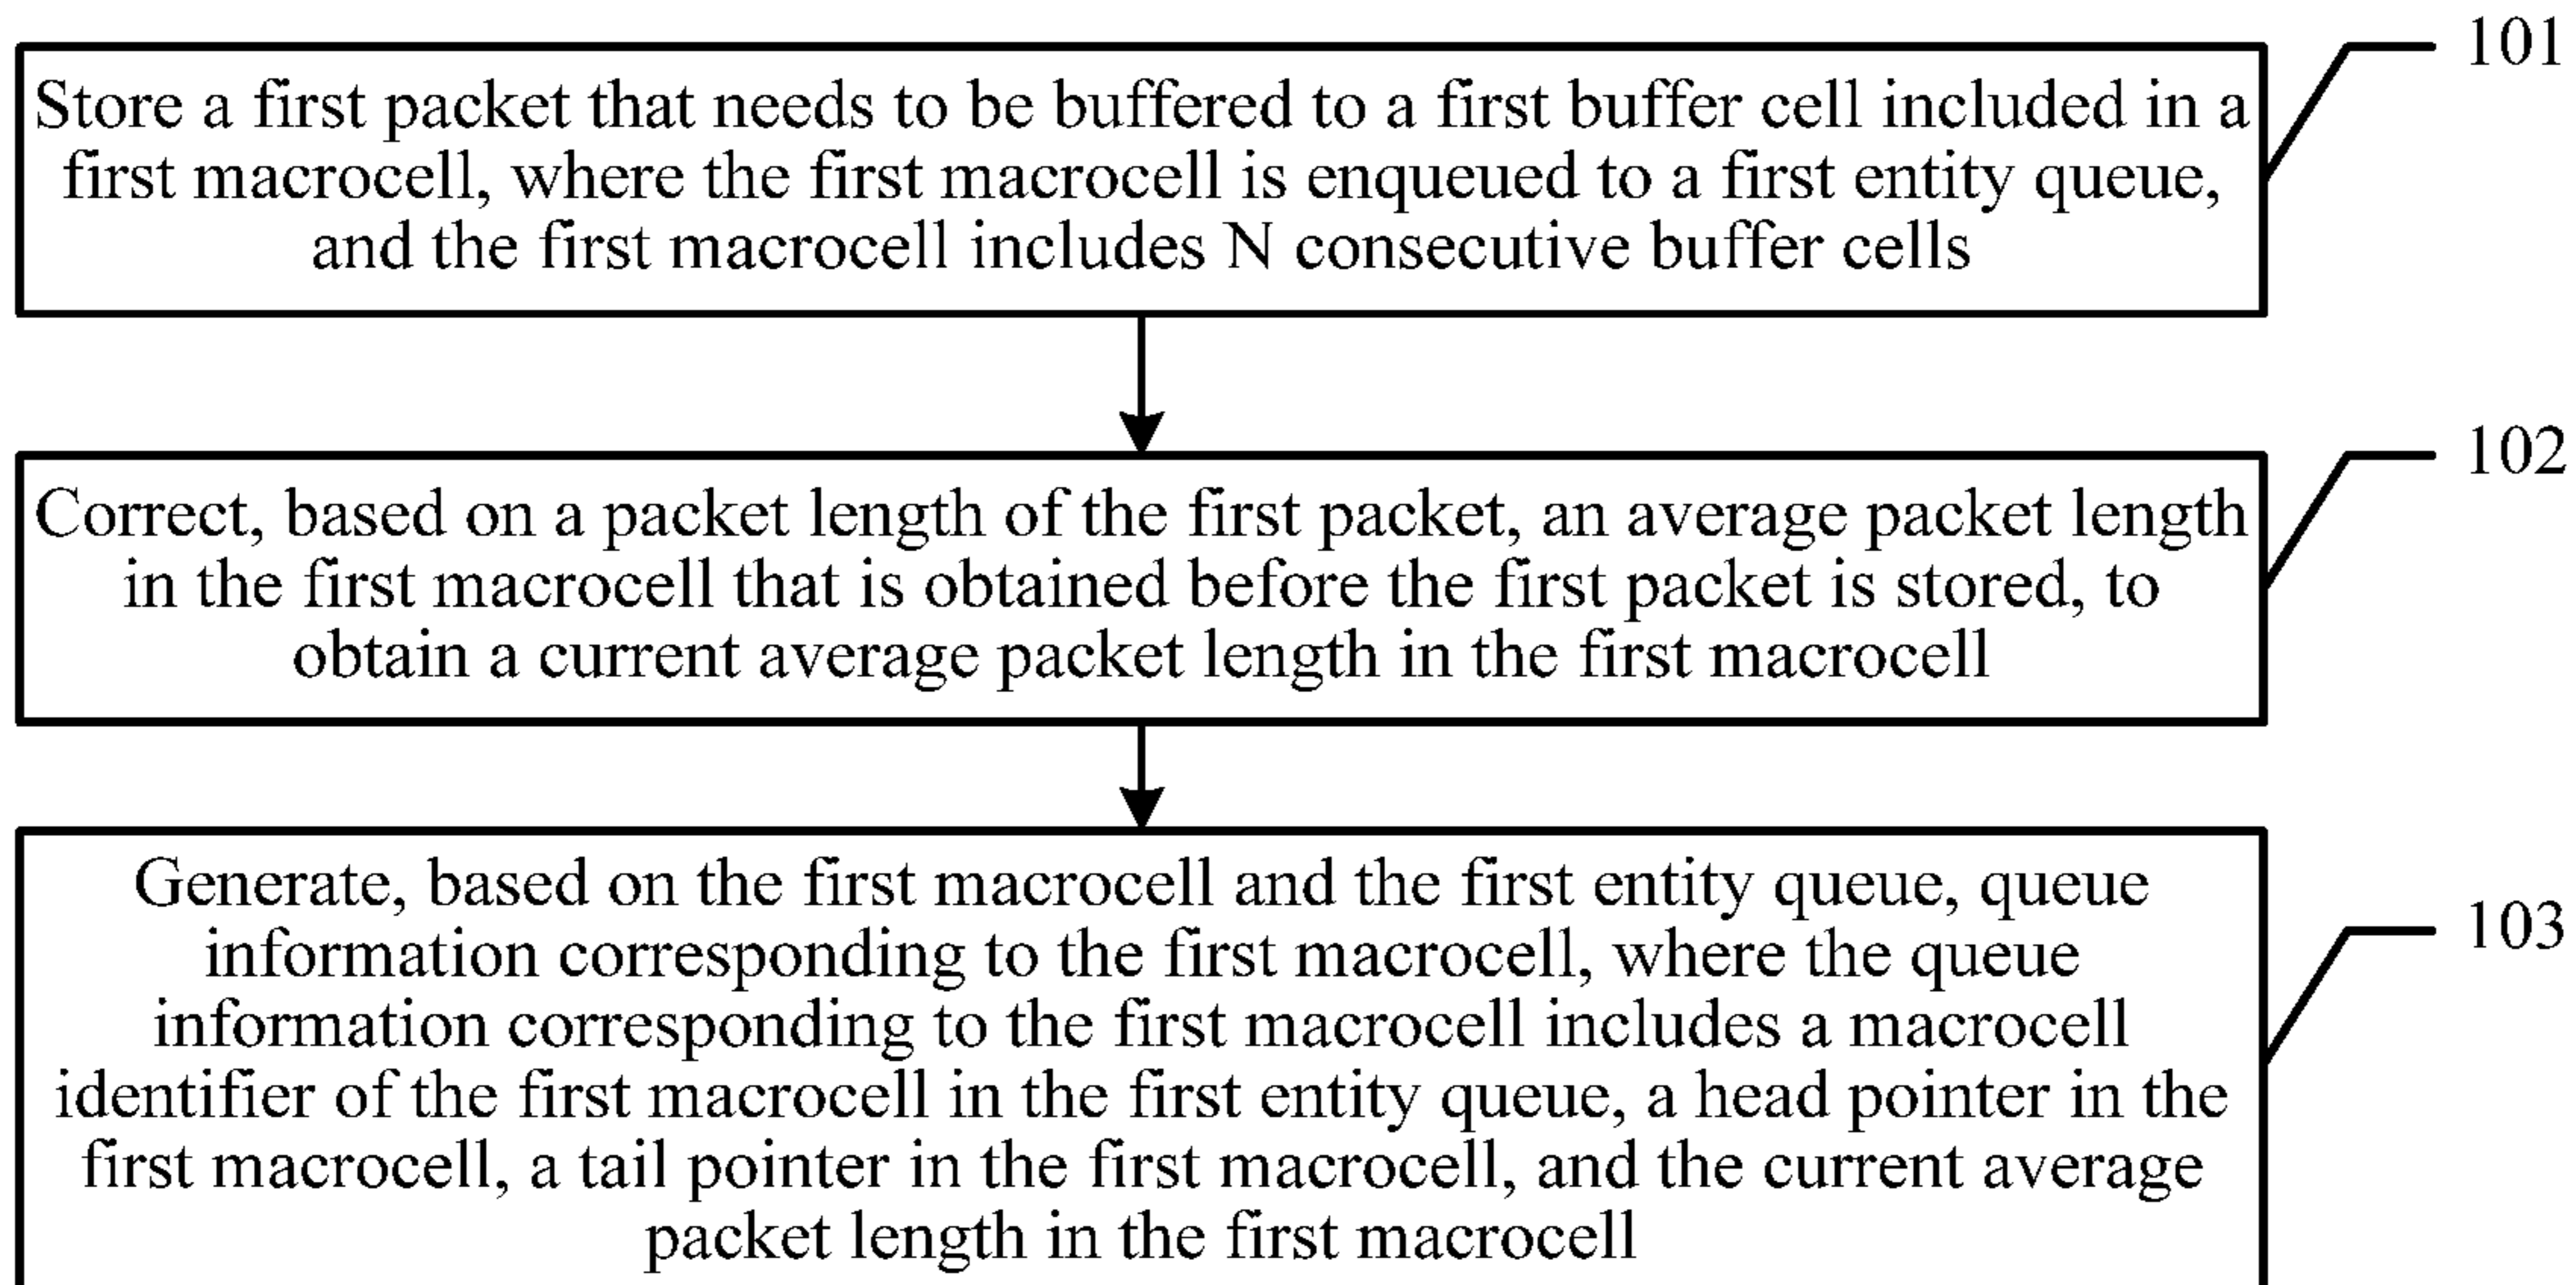 101
Store a first packet that needs to be buffered to a first buffer cell included in a
first macrocell, where the first macrocell is enqueued to a first entity queue,
and the first macrocell includes N consecutive buffer cells
102
Correct, based on a packet length of the first packet, an average packet length
in the first macrocell that is obtained before the first packet is stored, to
obtain a current average packet length in the first macrocell
103
Generate, based on the first macrocell and the first entity queue, queue
information corresponding to the first macrocell, where the queue
information corresponding to the first macrocell includes a macrocell
identifier of the first macrocell in the first entity queue, a head pointer in the
first macrocell, a tail pointer in the first macrocell, and the current average
packet length in the first macrocell